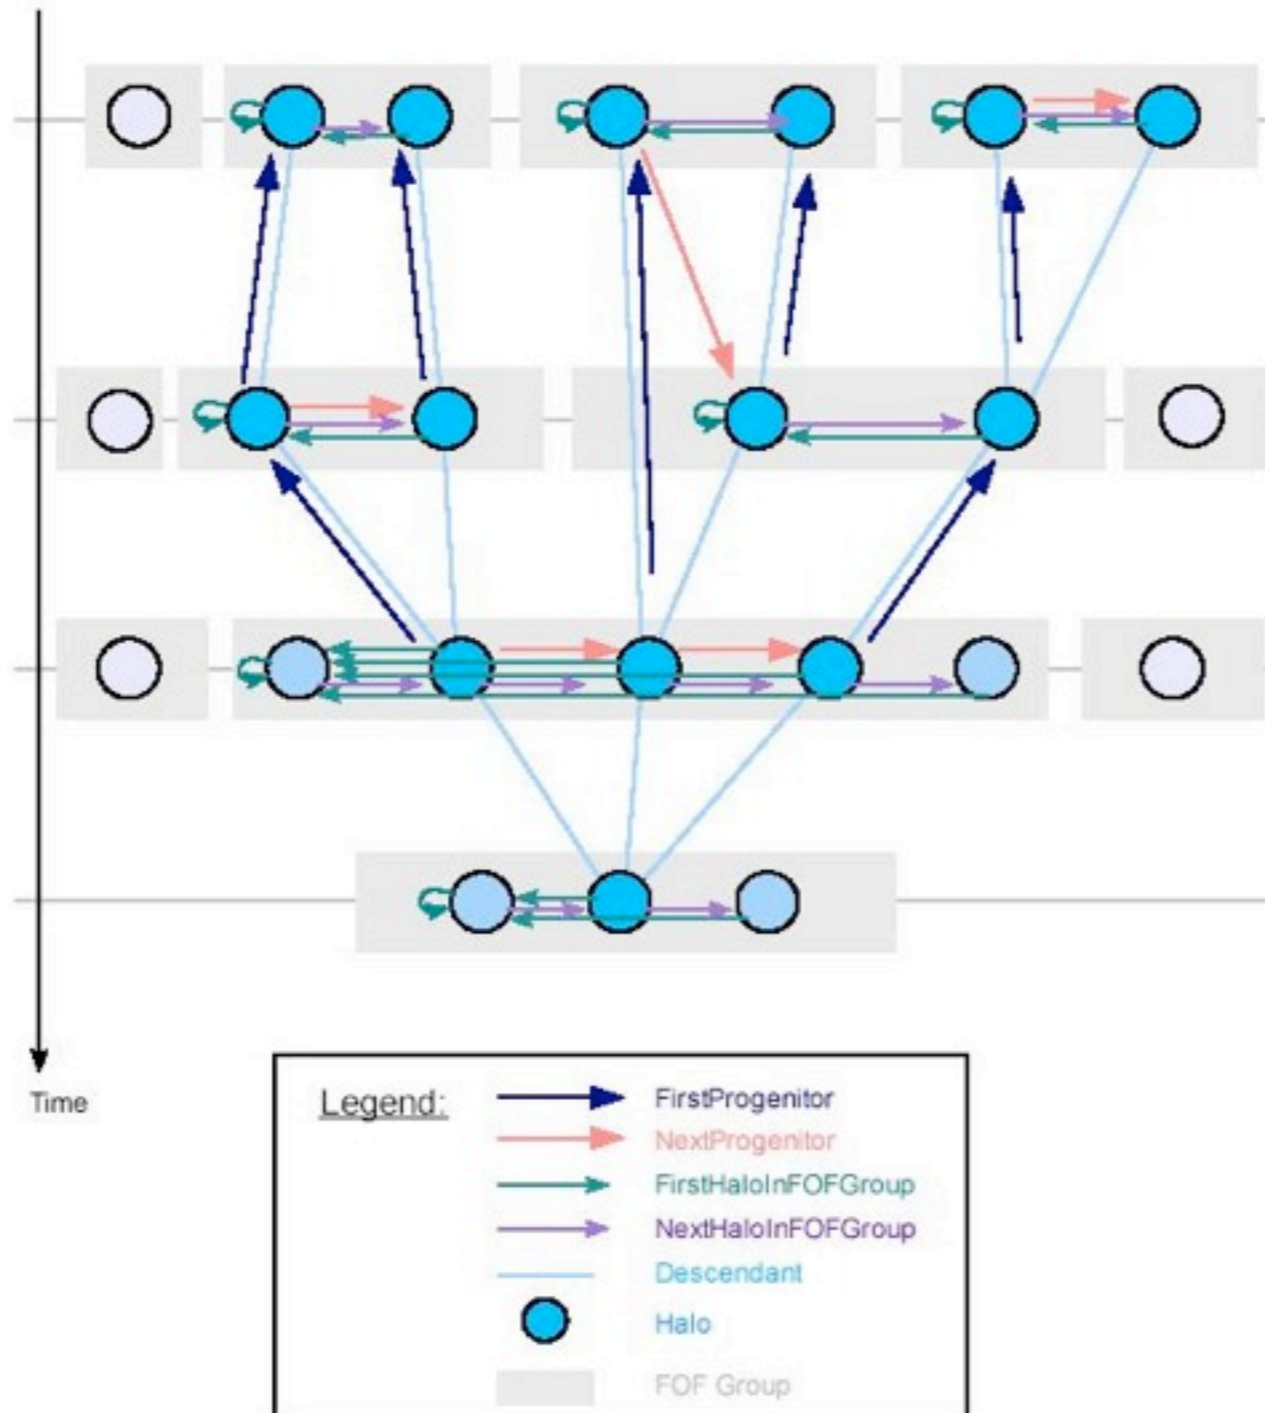 Time
Legend:
FirstProgenitor
NextProgenitor
FirstHaloInFOFGroup
NextHaloInFOFGroup
Descendant
Halo
FOF Group